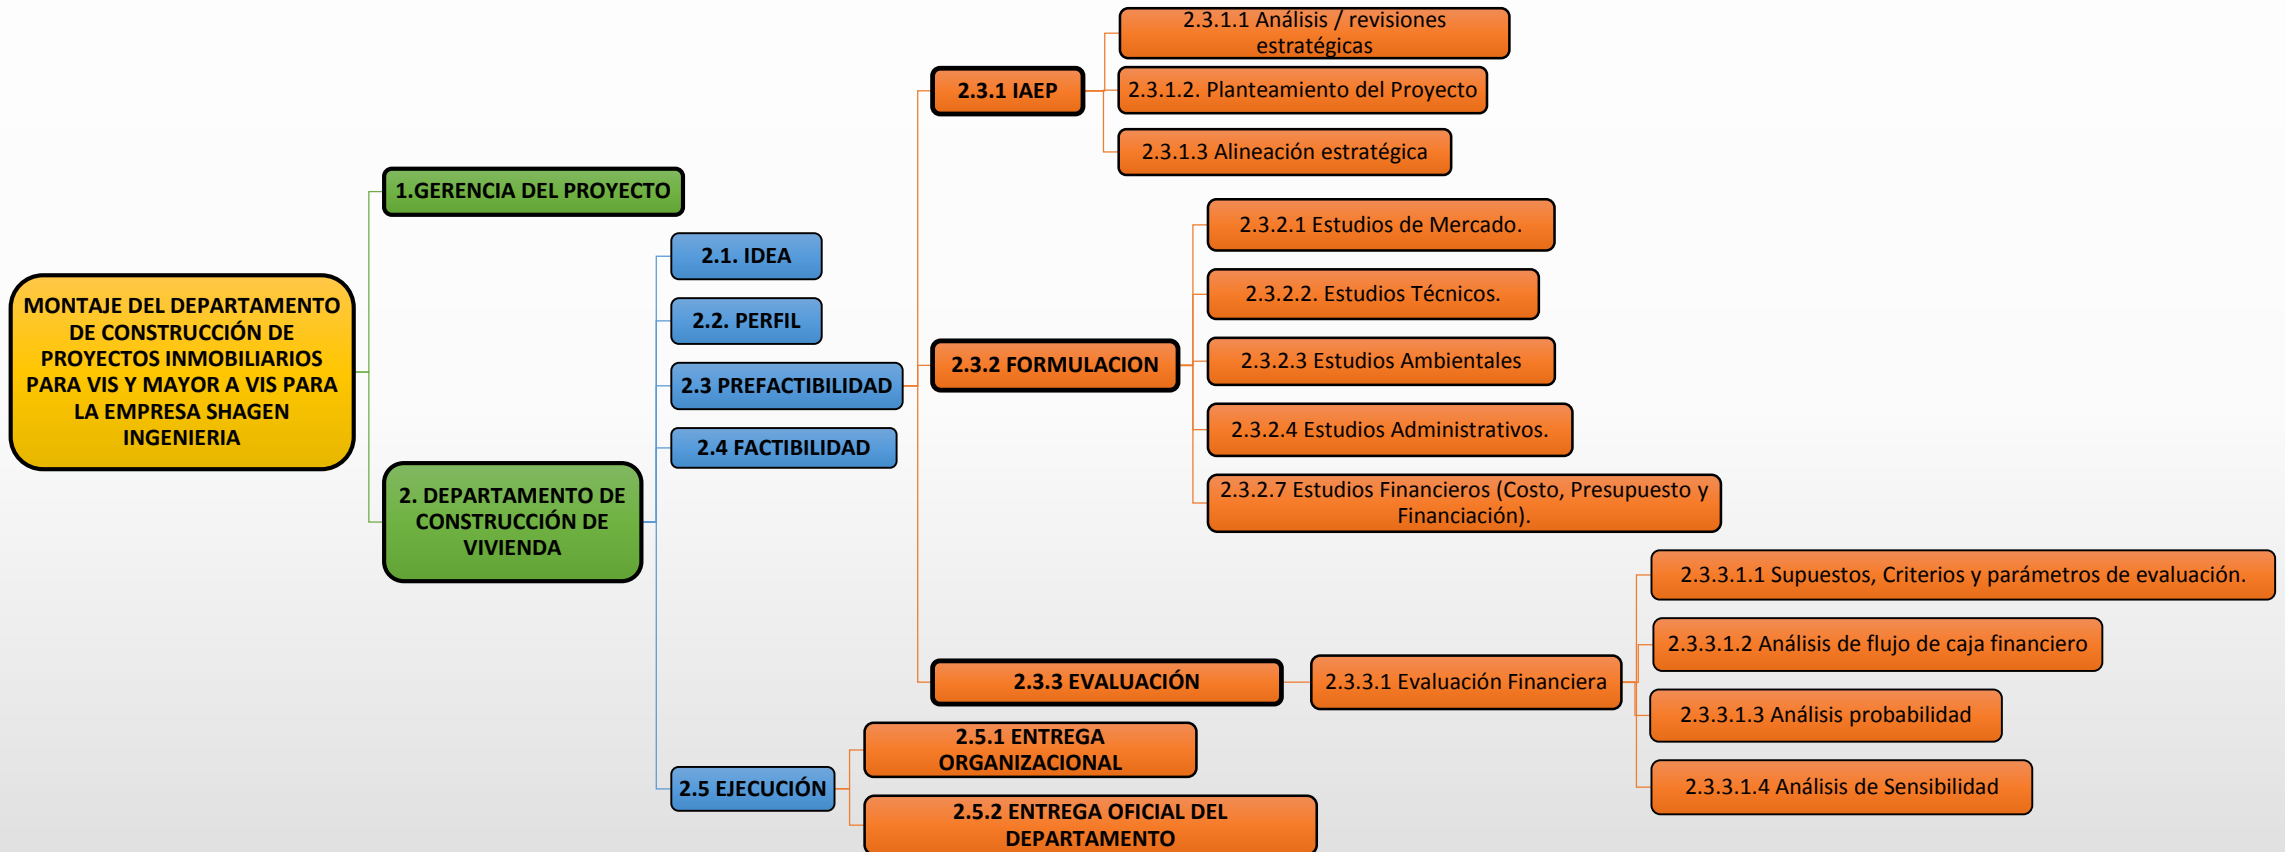 MONTAJE DEL DEPARTAMENTO
DE CONSTRUCCIÓN DE
PROYECTOS INMOBILIARIOS
PARA VIS Y MAYOR A VIS PARA
LA EMPRESA SHAGEN
INGENIERIA
1.GERENCIA DEL PROYECTO
2. DEPARTAMENTO DE
CONSTRUCCIÓN DE
VIVIENDA
2.1. IDEA
2.2. PERFIL
2.3 PREFACTIBILIDAD
2.3.1 IAEP
2.3.1.1 Análisis / revisiones
estratégicas
2.3.1.2. Planteamiento del Proyecto
2.3.1.3 Alineación estratégica
2.3.2 FORMULACION
2.3.2.1 Estudios de Mercado.
2.3.2.2. Estudios Técnicos.
2.3.2.3 Estudios Ambientales
2.3.2.4 Estudios Administrativos.
2.3.2.7 Estudios Financieros (Costo, Presupuesto y
Financiación).
2.3.3 EVALUACIÓN
2.3.3.1 Evaluación Financiera
2.3.3.1.1 Supuestos, Criterios y parámetros de evaluación.
2.3.3.1.2 Análisis de flujo de caja financiero
2.3.3.1.3 Análisis probabilidad
2.3.3.1.4 Análisis de Sensibilidad
2.4 FACTIBILIDAD
2.5 EJECUCIÓN
2.5.1 ENTREGA
ORGANIZACIONAL
2.5.2 ENTREGA OFICIAL DEL
DEPARTAMENTO